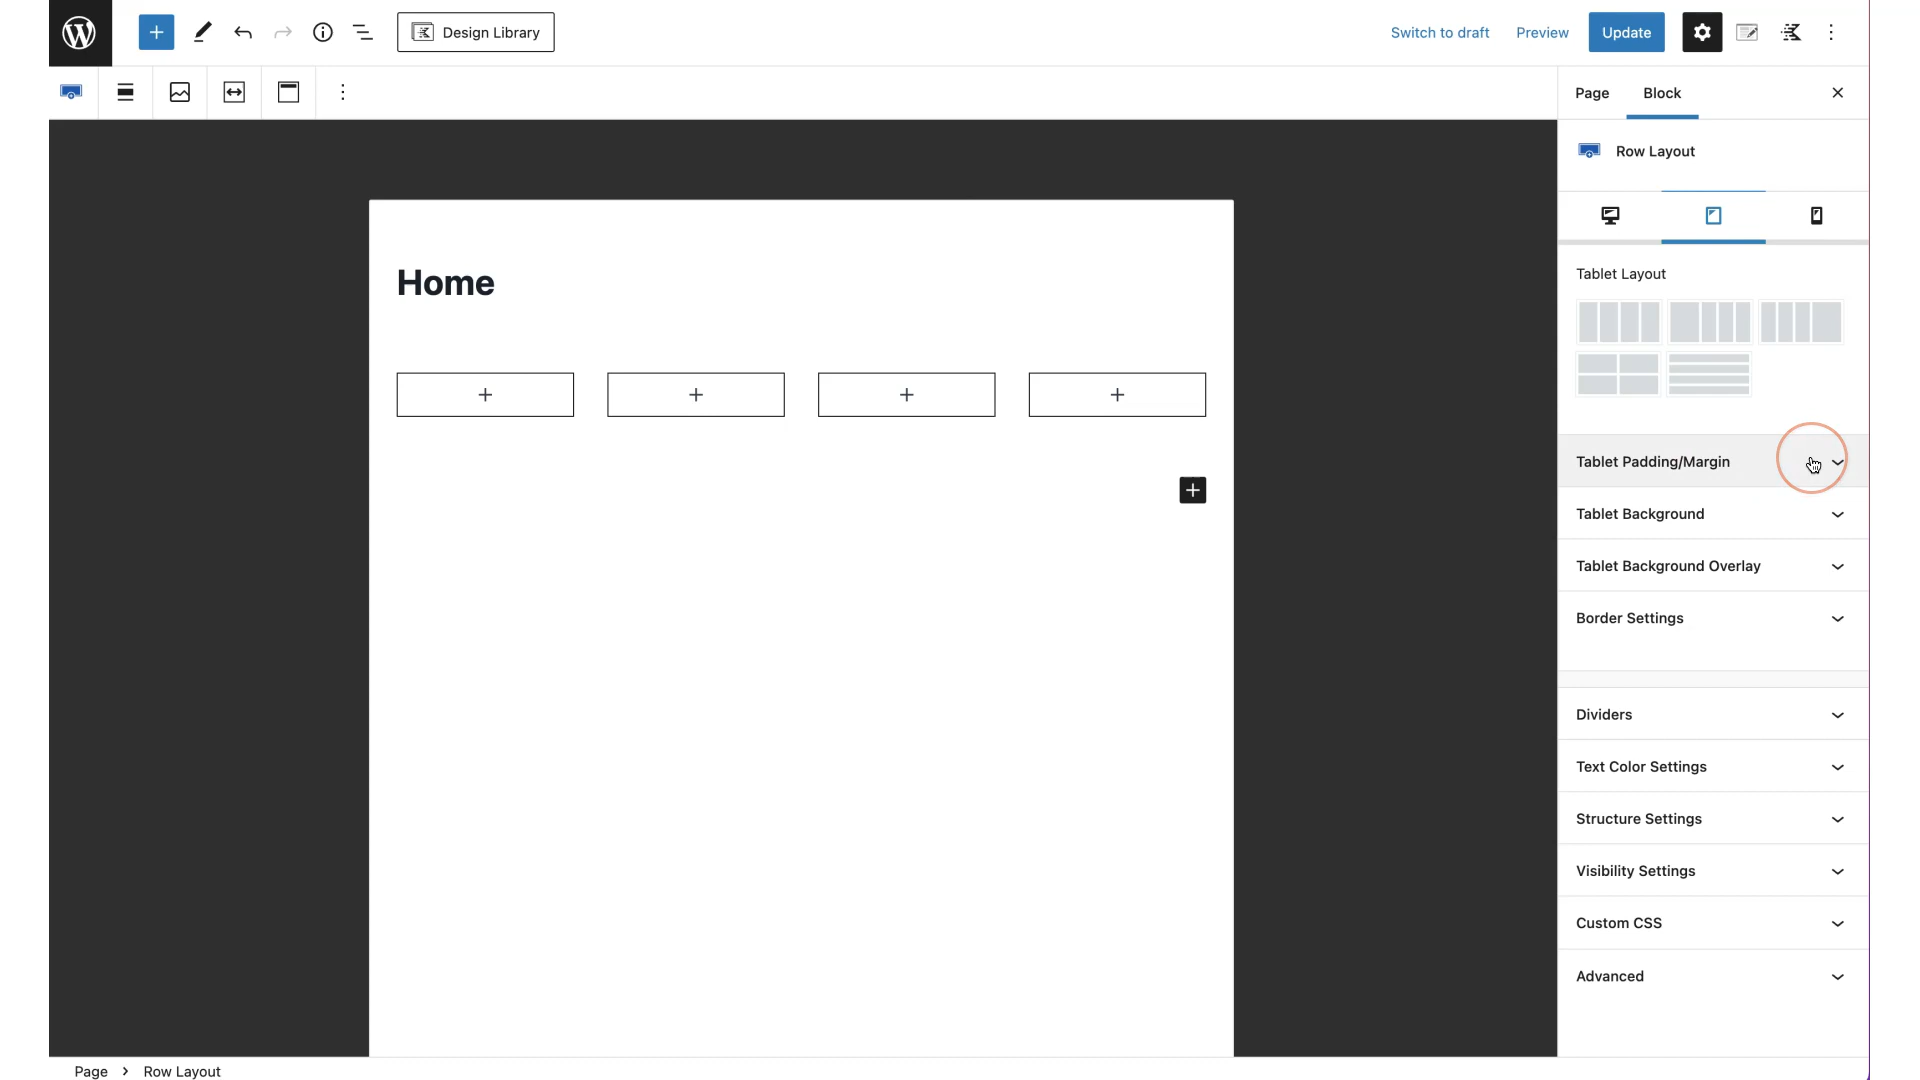 Design Library
Switch to draft
Preview
Update
Page
Block
Row Layout
Tablet Layout
Home
Tablet Padding/Margin
Tablet Background
Tablet Background Overlay
Border Settings
Dividers
Text Color Settings
Structure Settings
Visibility Settings
Custom CSS
Advanced
Page
Row Layout